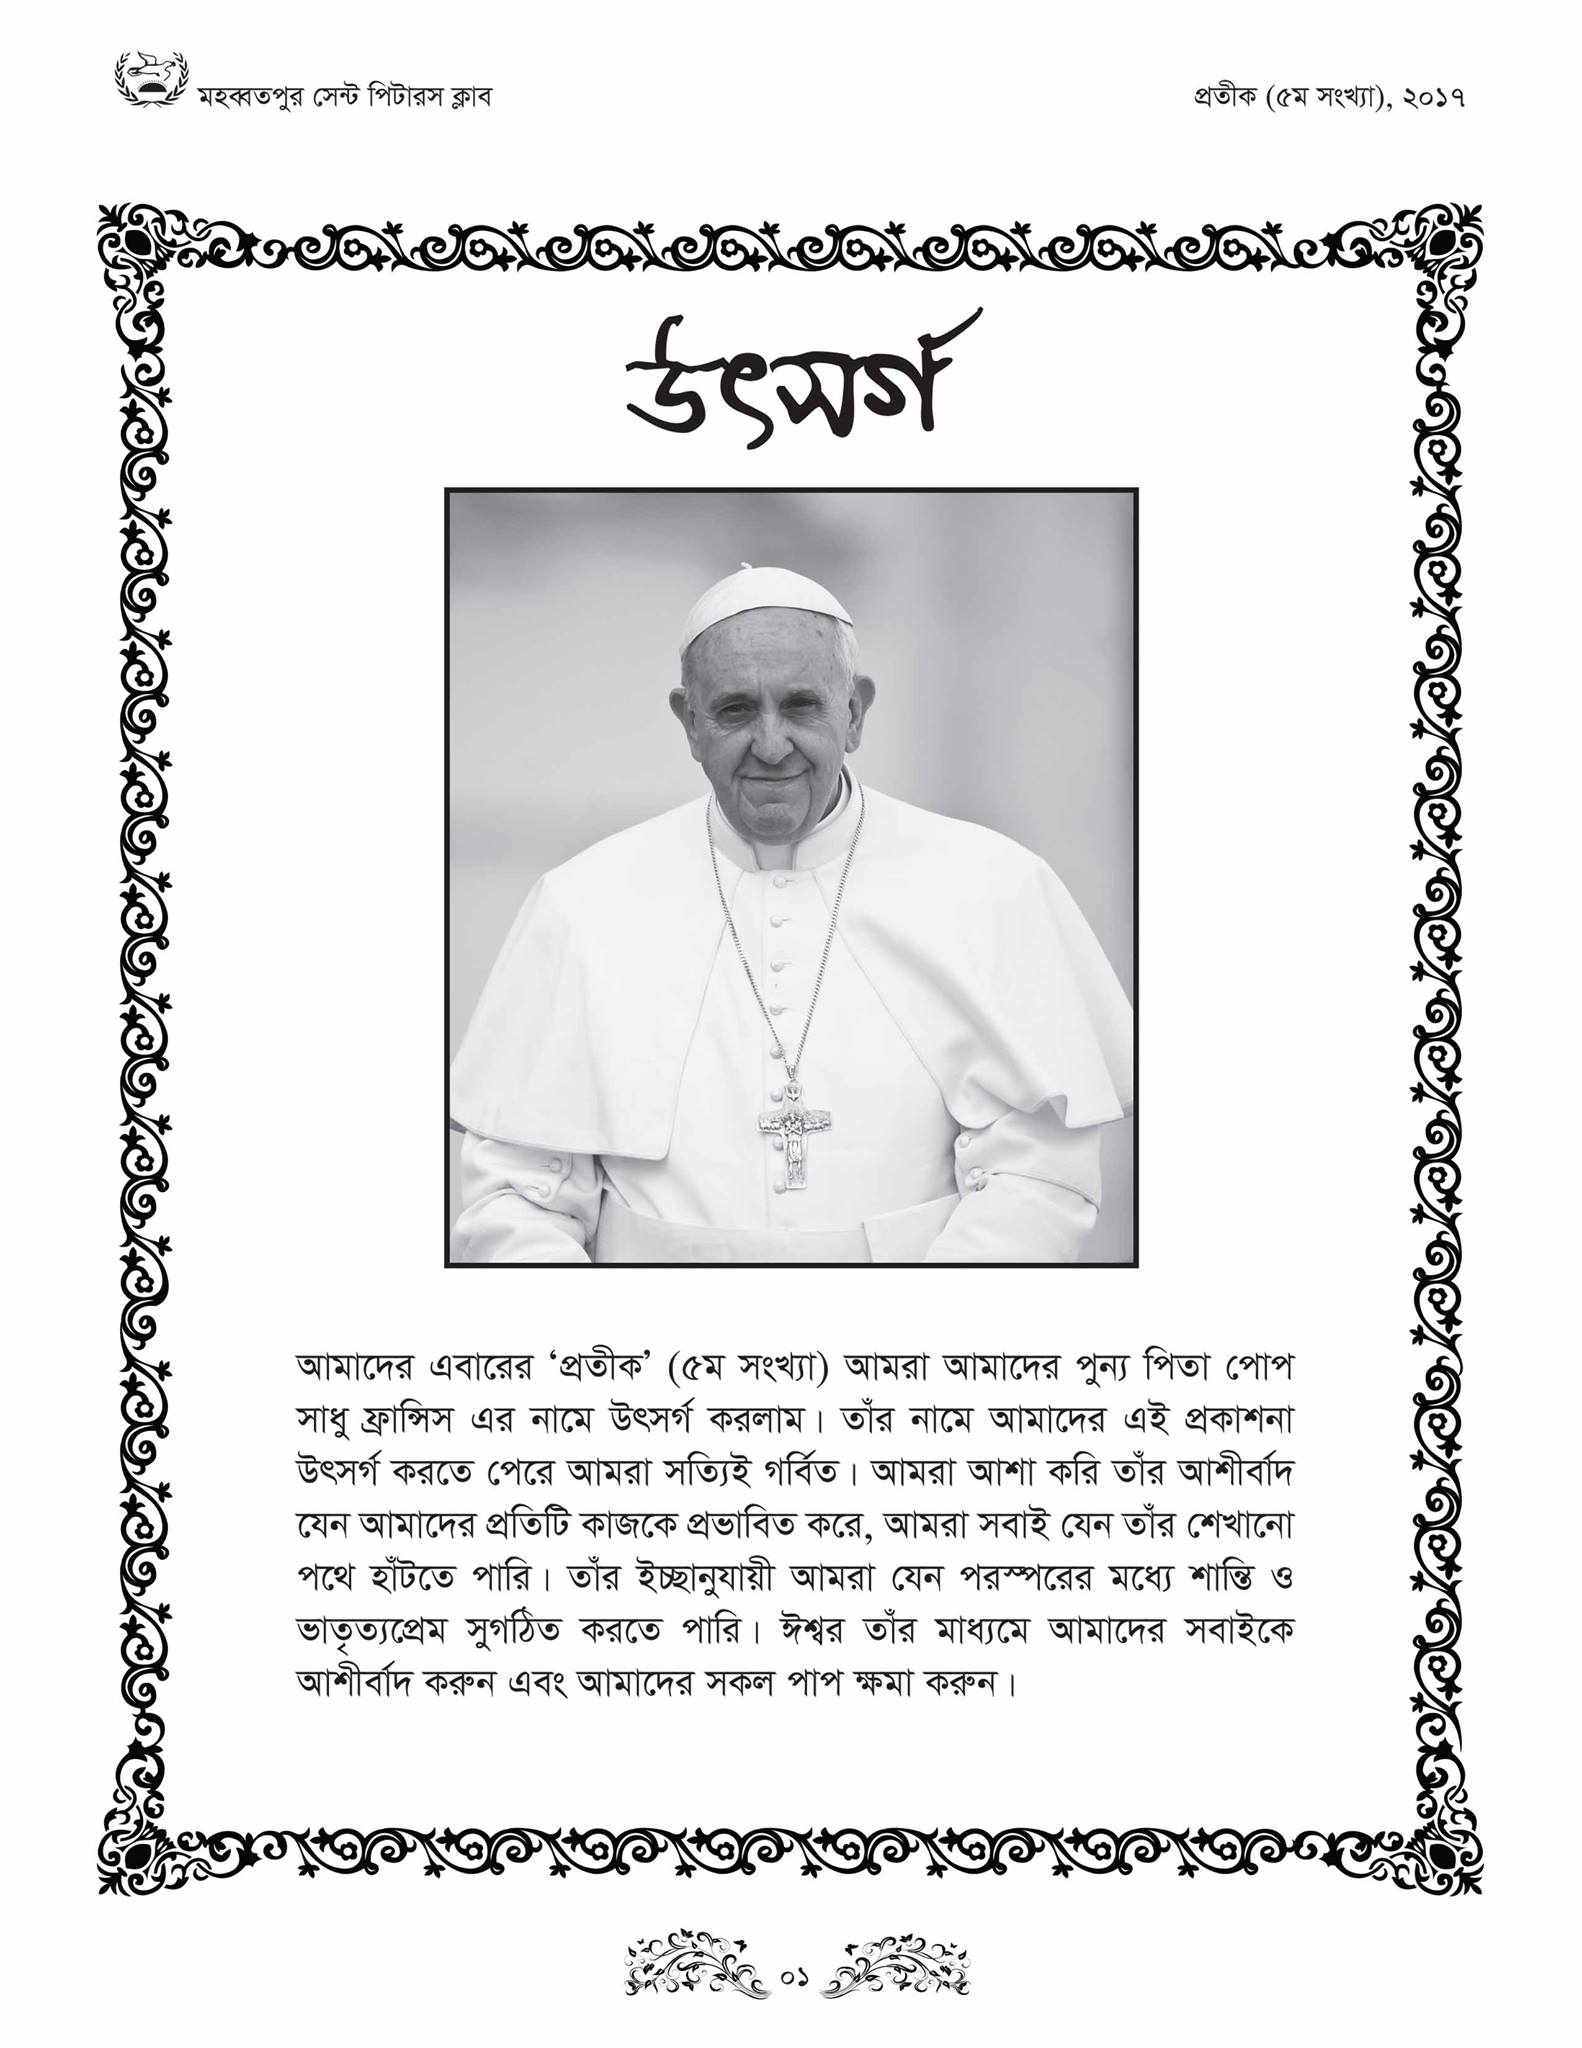 মহব্বতপুর সেন্ট পিটারস ক্লাব
প্রতীক (৫ম সংখ্যা), ২০১৭
উৎসর্গ
আমাদের এবারের ‘প্রতীক’ (৫ম সংখ্যা) আমরা আমাদের পুন্য পিতা পোপ
সাধু ফ্রান্সিস এর নামে উৎসর্গ করলাম। তাঁর নামে আমাদের এই প্রকাশনা
উৎসর্গ করতে পেরে আমরা সত্যিই গর্বিত। আমরা আশা করি তাঁর আশীর্বাদ
যেন আমাদের প্রতিটি কাজকে প্রভাবিত করে, আমরা সবাই যেন তাঁর শেখানো
পথে হাঁটতে পারি। তাঁর ইচ্ছানুযায়ী আমরা যেন পরস্পরের মধ্যে শান্তি ও
ভাতৃত্যপ্রেম সুগঠিত করতে পারি। ঈশ্বর তাঁর মাধ্যমে আমাদের সবাইকে
আশীর্বাদ করুন এবং আমাদের সকল পাপ ক্ষমা করুন।
০১